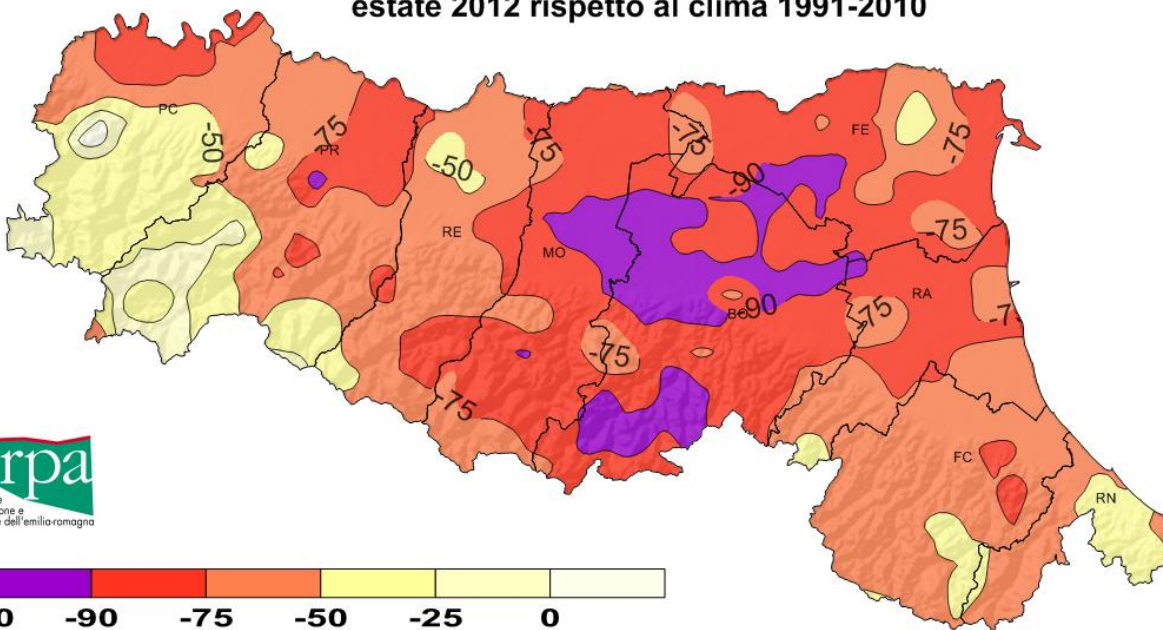 estate 2012 rispetto al clima 1991-2010
PC
-50
-75
PR
-50
-75
RE
MO
-75
-90
FE
-75
-75
RA
-75
-7
BO
-90
-75
-75
FC
RN
rpa
one e
dell'emilia-romagna
0 -90 -75 -50 -25 0